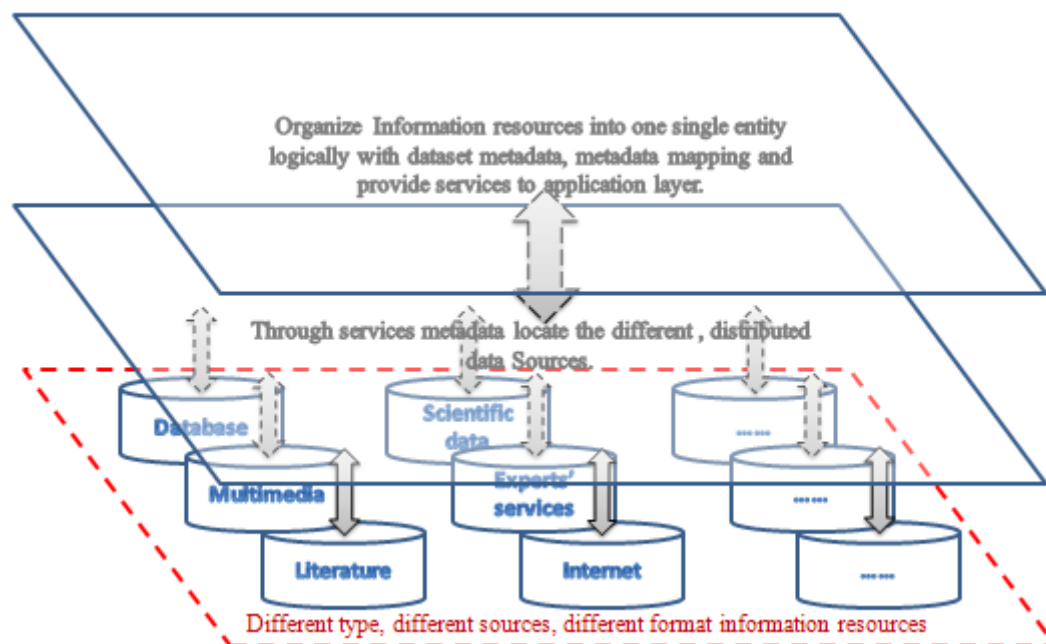 Organize Information resources into one single entity
logically with dataset metadata, metadata mapping and
provide services to application layer.
Through services metadata locate the different , distributed
data Sources.
Database
Scientific
data
......
Multimedia
Experts'
services
......
Literature
Internet
......
Different type, different sources, different format information resources